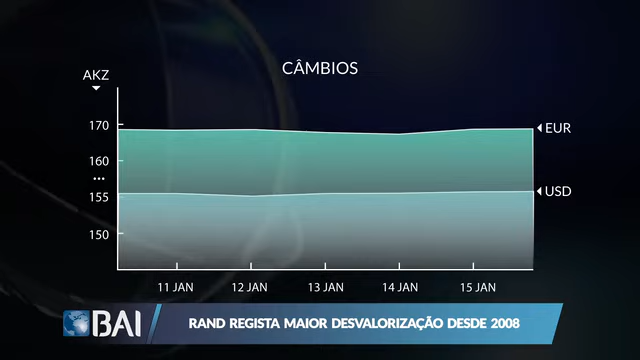 CÂMBIOS
AKZ
170
EUR
160
...
155
USD
150
11 JAN 12 JAN 13 JAN 14 JAN 15 JAN
BAI RAND REGISTA MAIOR DESVALORIZAÇÃO DESDE 2008